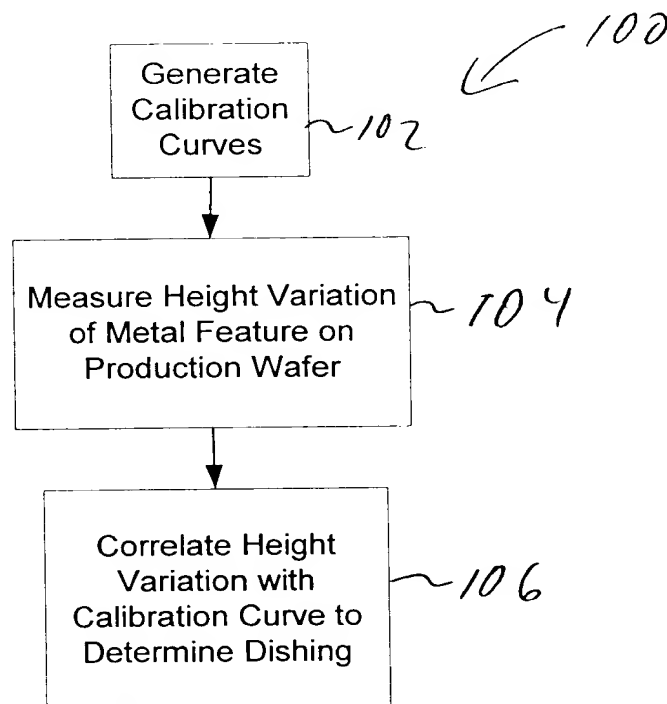 100
Generate
Calibration
Curves
102
Measure Height Variation
of Metal Feature on
Production Wafer
104
Correlate Height
Variation with
Calibration Curve to
Determine Dishing
106